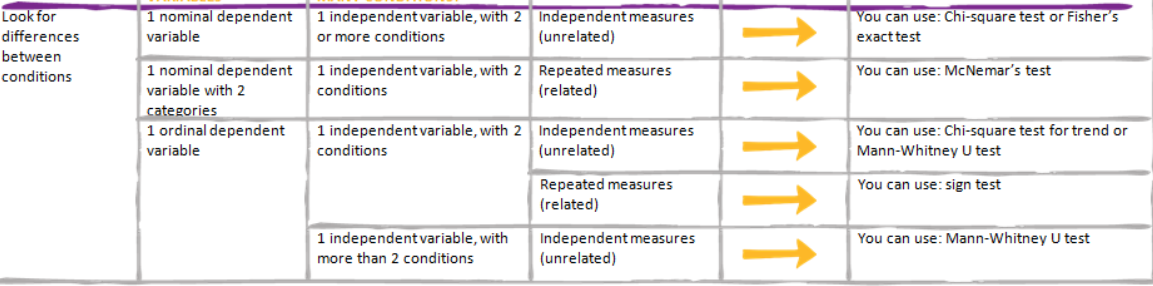 Look for
differences
between
conditions
1 nominal dependent
variable
1 independent variable, with 2
or more conditions
Independent measures
(unrelated)
You can use: Chi-square test or Fisher's
exact test
1 nominal dependent
variable with 2
categories
1 independent variable, with 2
conditions
Repeated measures
(related)
You can use: McNemar's test
1 ordinal dependent
variable
1 independent variable, with 2
conditions
Independent measures
(unrelated)
You can use: Chi-square test for trend or
Mann-Whitney U test
Repeated measures
(related)
You can use: sign test
1 independent variable, with
more than 2 conditions
Independent measures
(unrelated)
You can use: Mann-Whitney U test